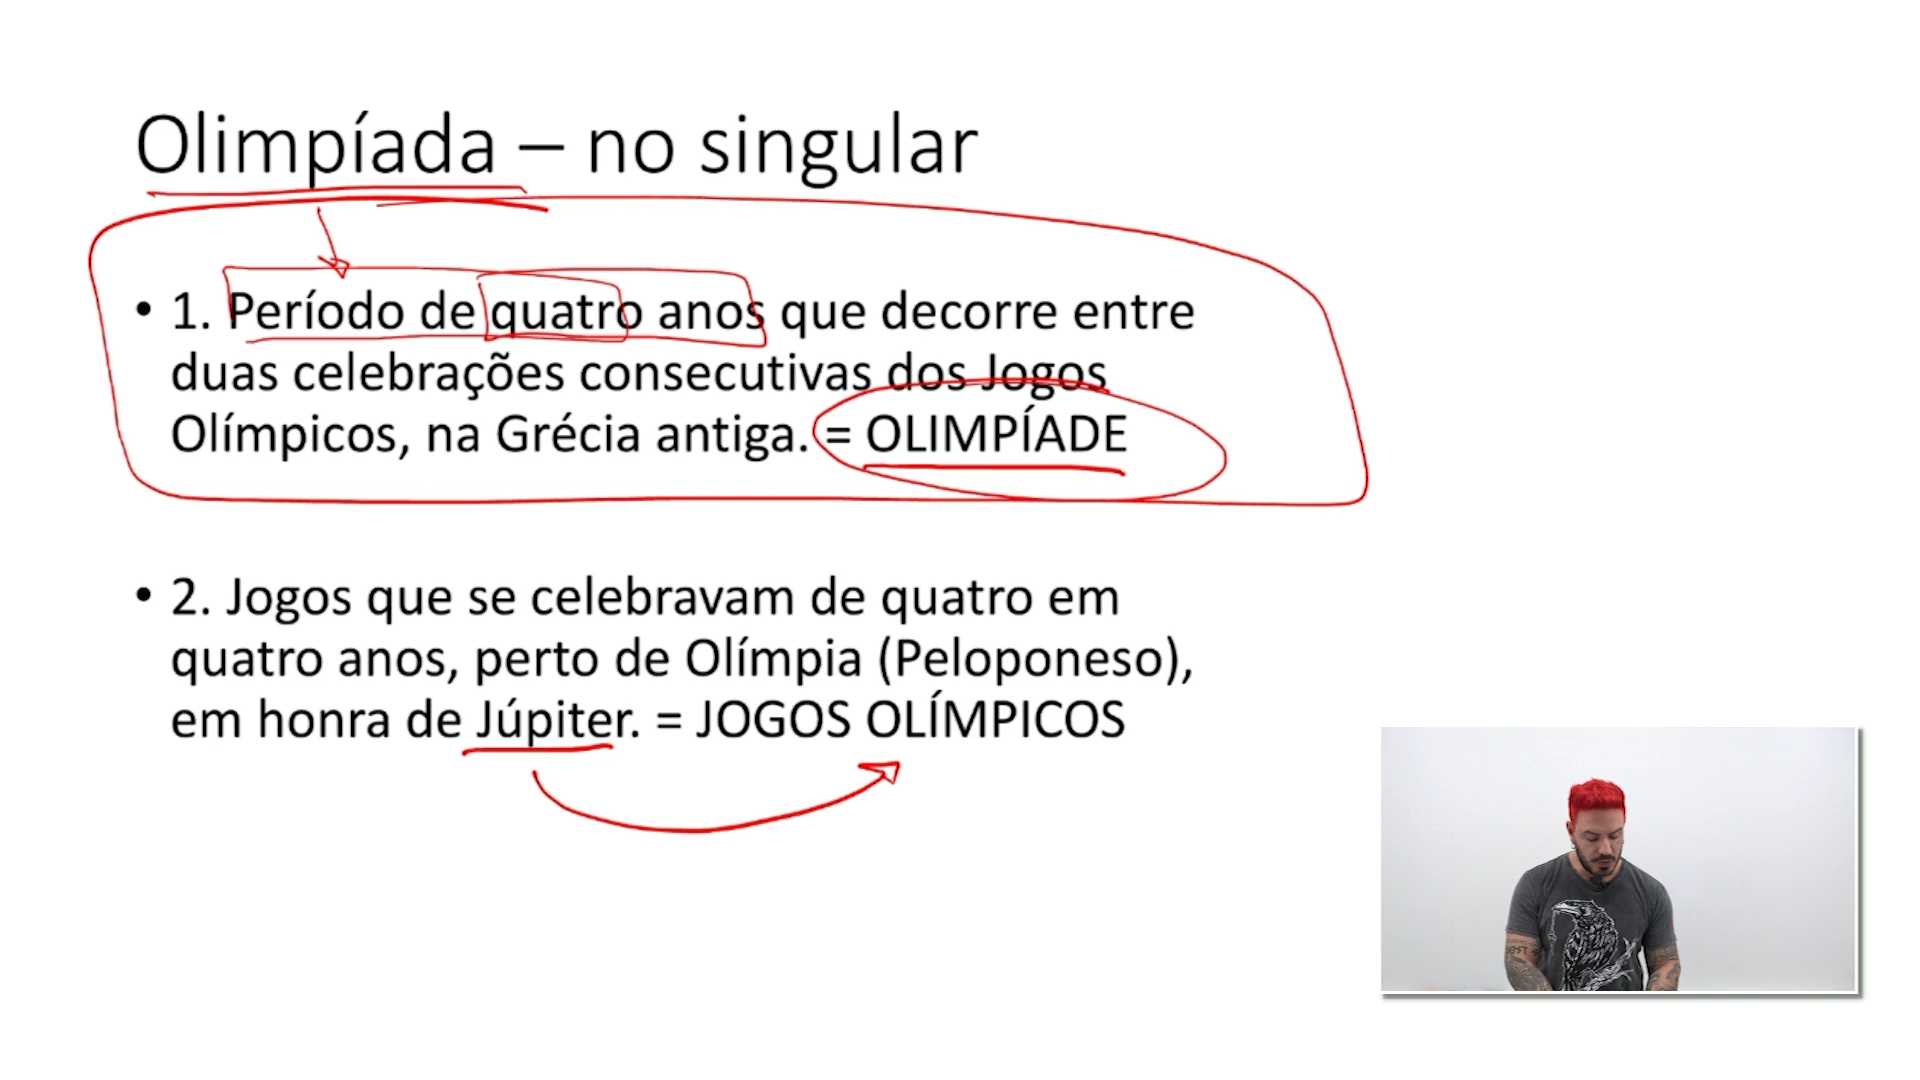 Olimpíada – no singular
• 1. Período de quatro anos que decorre entre
duas celebrações consecutivas dos Jogos
Olímpicos, na Grécia antiga. = OLIMPÍADE
• 2. Jogos que se celebravam de quatro em
quatro anos, perto de Olímpia (Peloponeso),
em honra de Júpiter. = JOGOS OLÍMPICOS